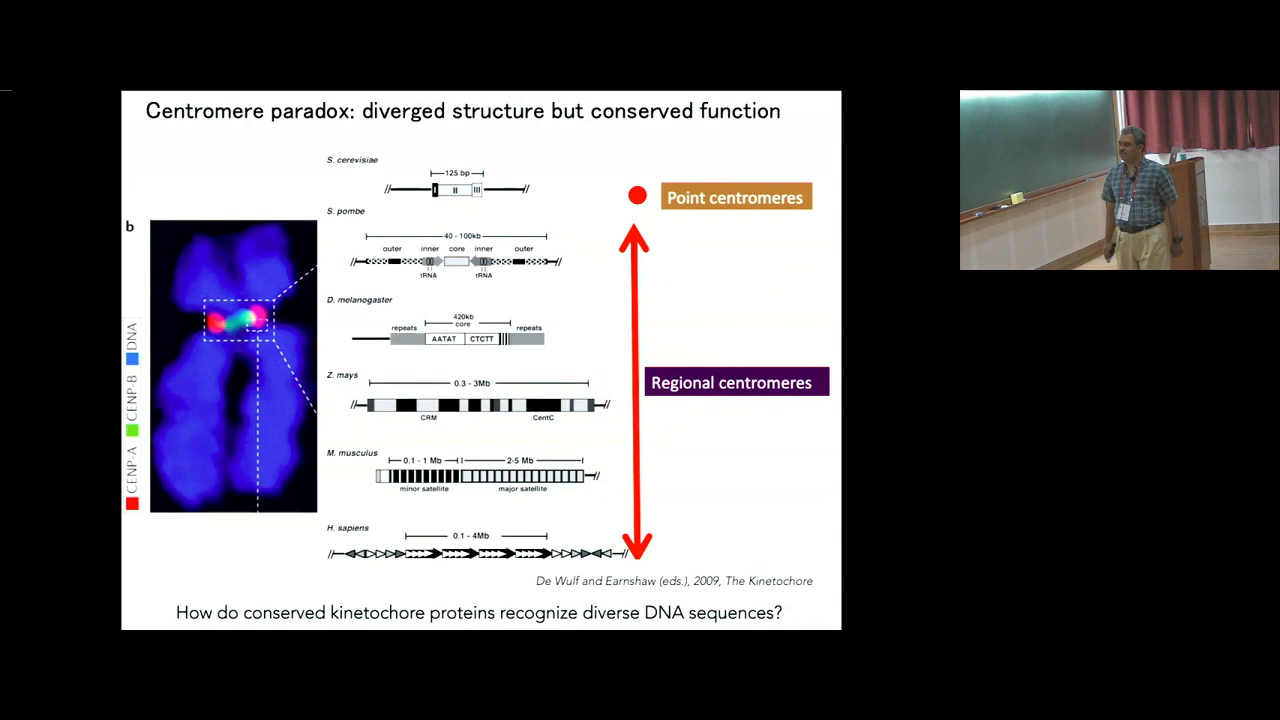 Centromere paradox: diverged structure but conserved function
S. cerevisiae
125 bp
I II III
Point centromeres
S. pombe
40 - 100kb
outer inner core inner outer
tRNA tRNA
b
D. melanogaster
420kb
core
repeats repeats
AATAT CTCTT
Z. mays
0.3 - 3Mb
CRM CentC
Regional centromeres
M. musculus
0.1 - 1 Mb 2-5 Mb
minor satellite major satellite
H. sapiens
0.1 - 4Mb
CENP-A CENP-B DNA
De Wulf and Earnshaw (eds.), 2009, The Kinetochore
How do conserved kinetochore proteins recognize diverse DNA sequences?